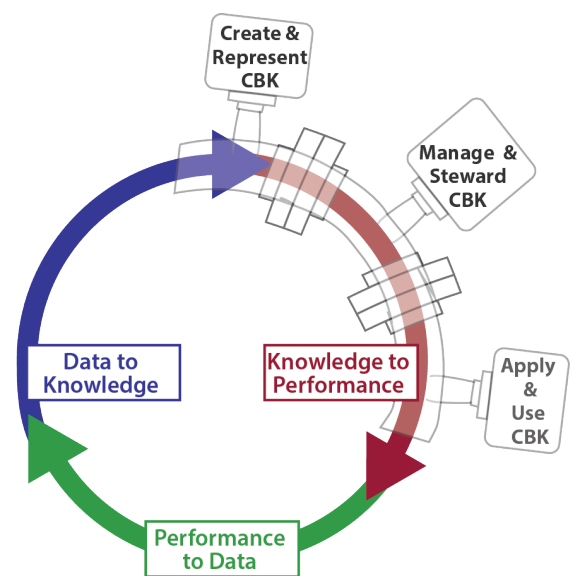 Create &
Represent
CBK
Manage &
Steward
CBK
Data to
Knowledge
Knowledge to
Performance
Apply
&
Use
CBK
Performance
to Data